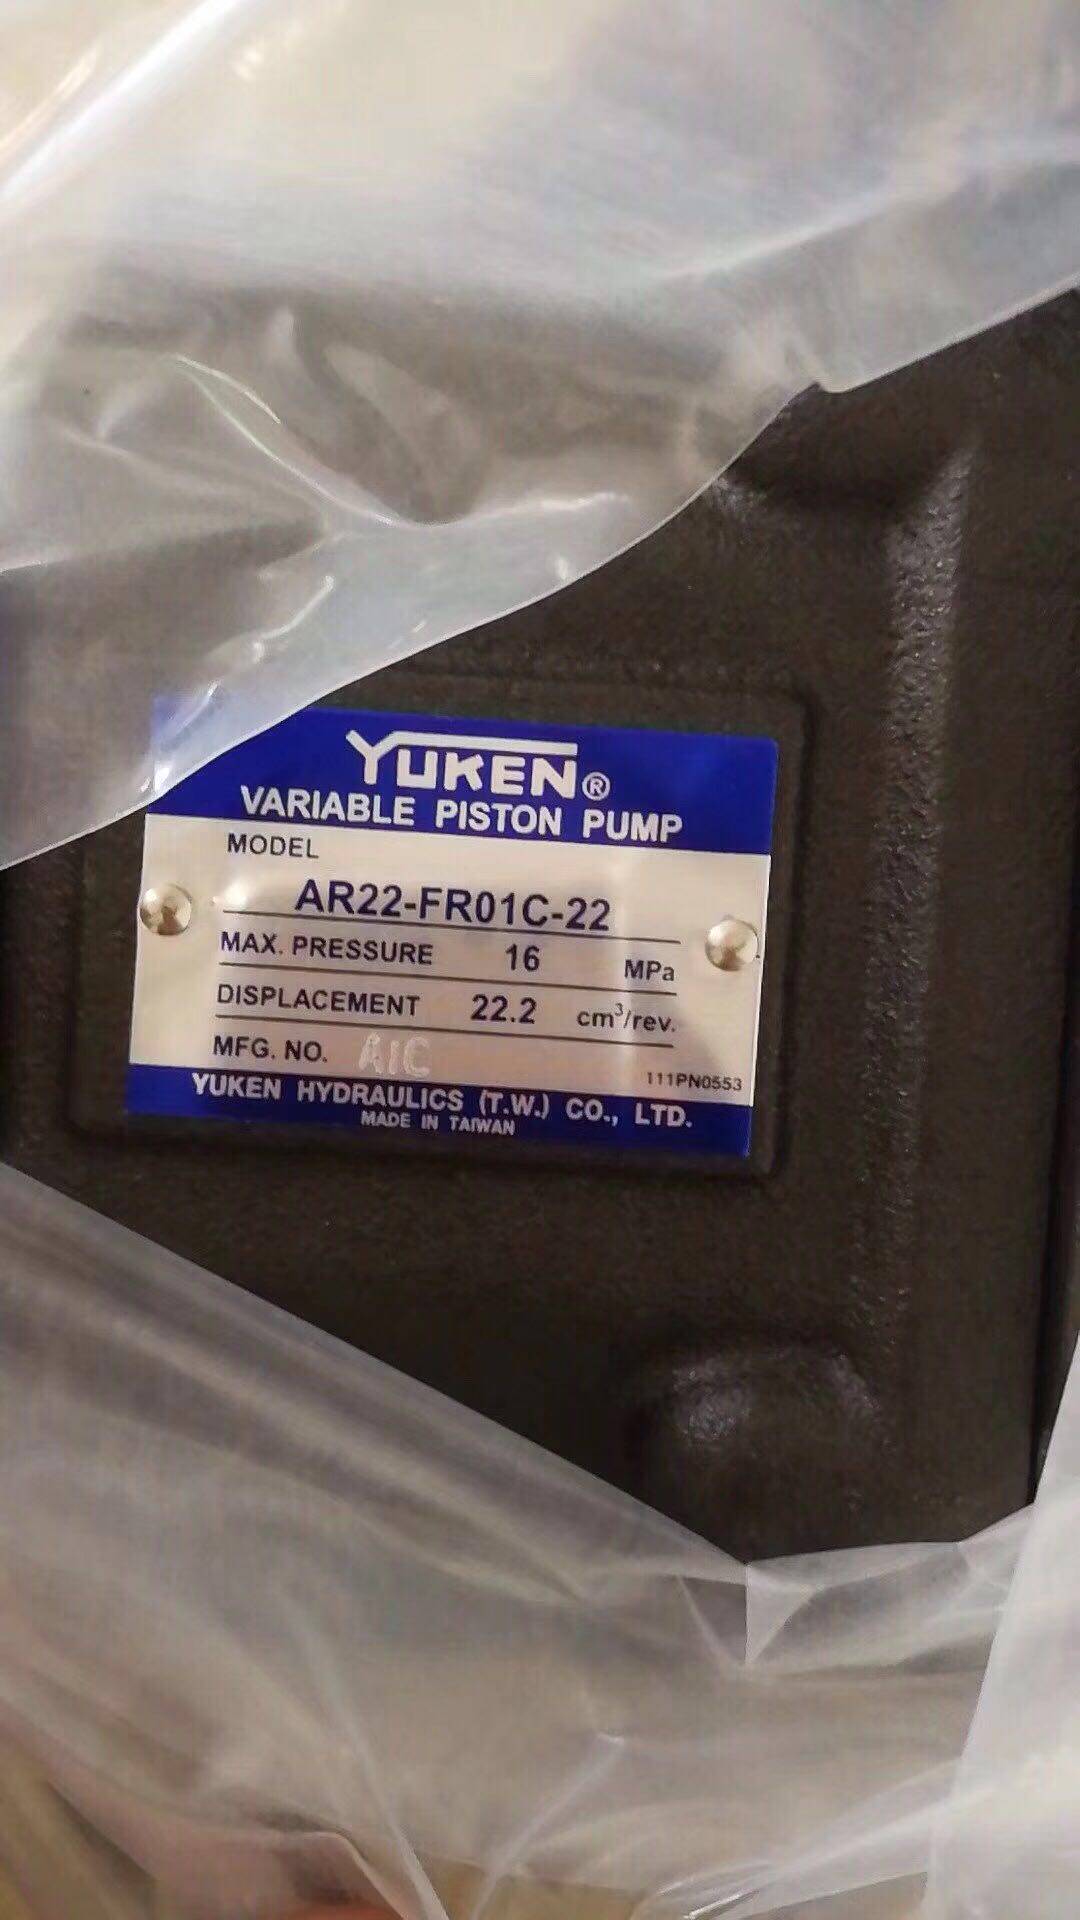 YUKEN®
VARIABLE PISTON PUMP
MODEL
AR22-FR01C-22
MAX. PRESSURE 16 MPa
DISPLACEMENT 22.2 cm³/rev.
MFG. NO. A1C
111PN0553
YUKEN HYDRAULICS (T.W.) CO., LTD.
MADE IN TAIWAN